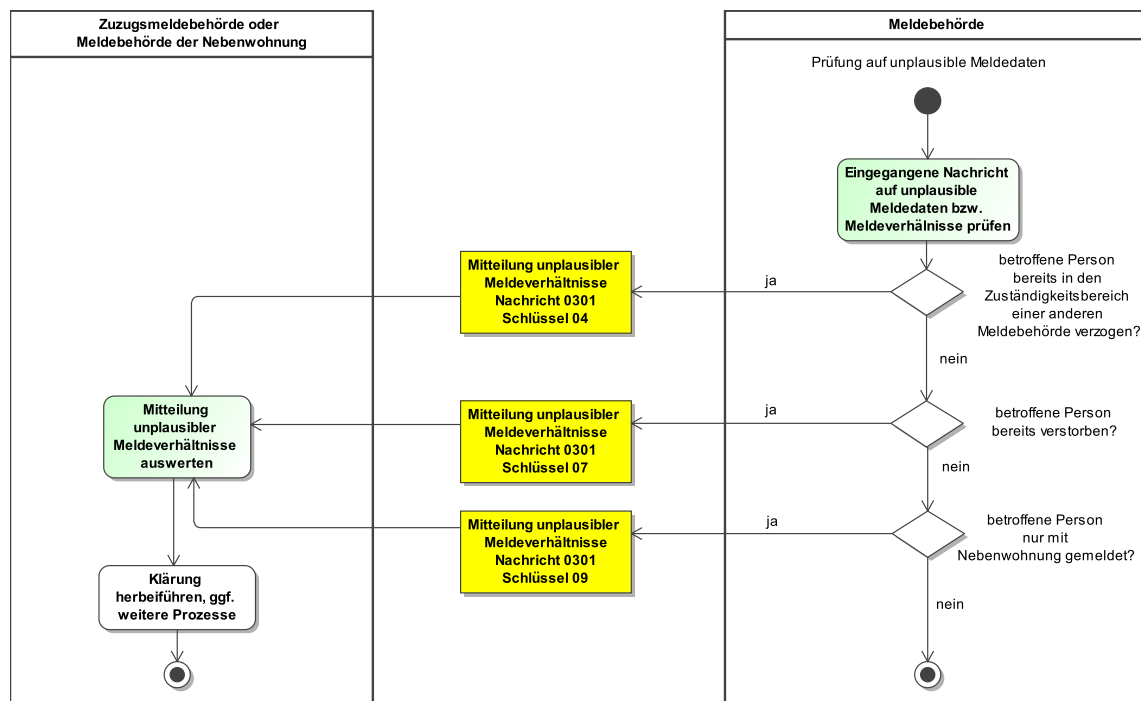 Zuzugsmeldebehörde oder
Meldebehörde der Nebenwohnung
Meldebehörde
Prüfung auf unplausible Meldedaten
Eingegangene Nachricht
auf unplausible
Meldedaten bzw.
Meldeverhälnisse prüfen
betroffene Person
bereits in den
Zuständigkeitsbereich
einer anderen
Meldebehörde verzogen?
ja
Mitteilung unplausibler
Meldeverhältnisse
Nachricht 0301
Schlüssel 04
nein
betroffene Person
bereits verstorben?
ja
Mitteilung unplausibler
Meldeverhältnisse
Nachricht 0301
Schlüssel 07
Mitteilung
unplausibler
Meldeverhältnisse
auswerten
nein
betroffene Person
nur mit
Nebenwohnung gemeldet?
ja
Mitteilung unplausibler
Meldeverhältnisse
Nachricht 0301
Schlüssel 09
Klärung
herbeiführen, ggf.
weitere Prozesse
nein